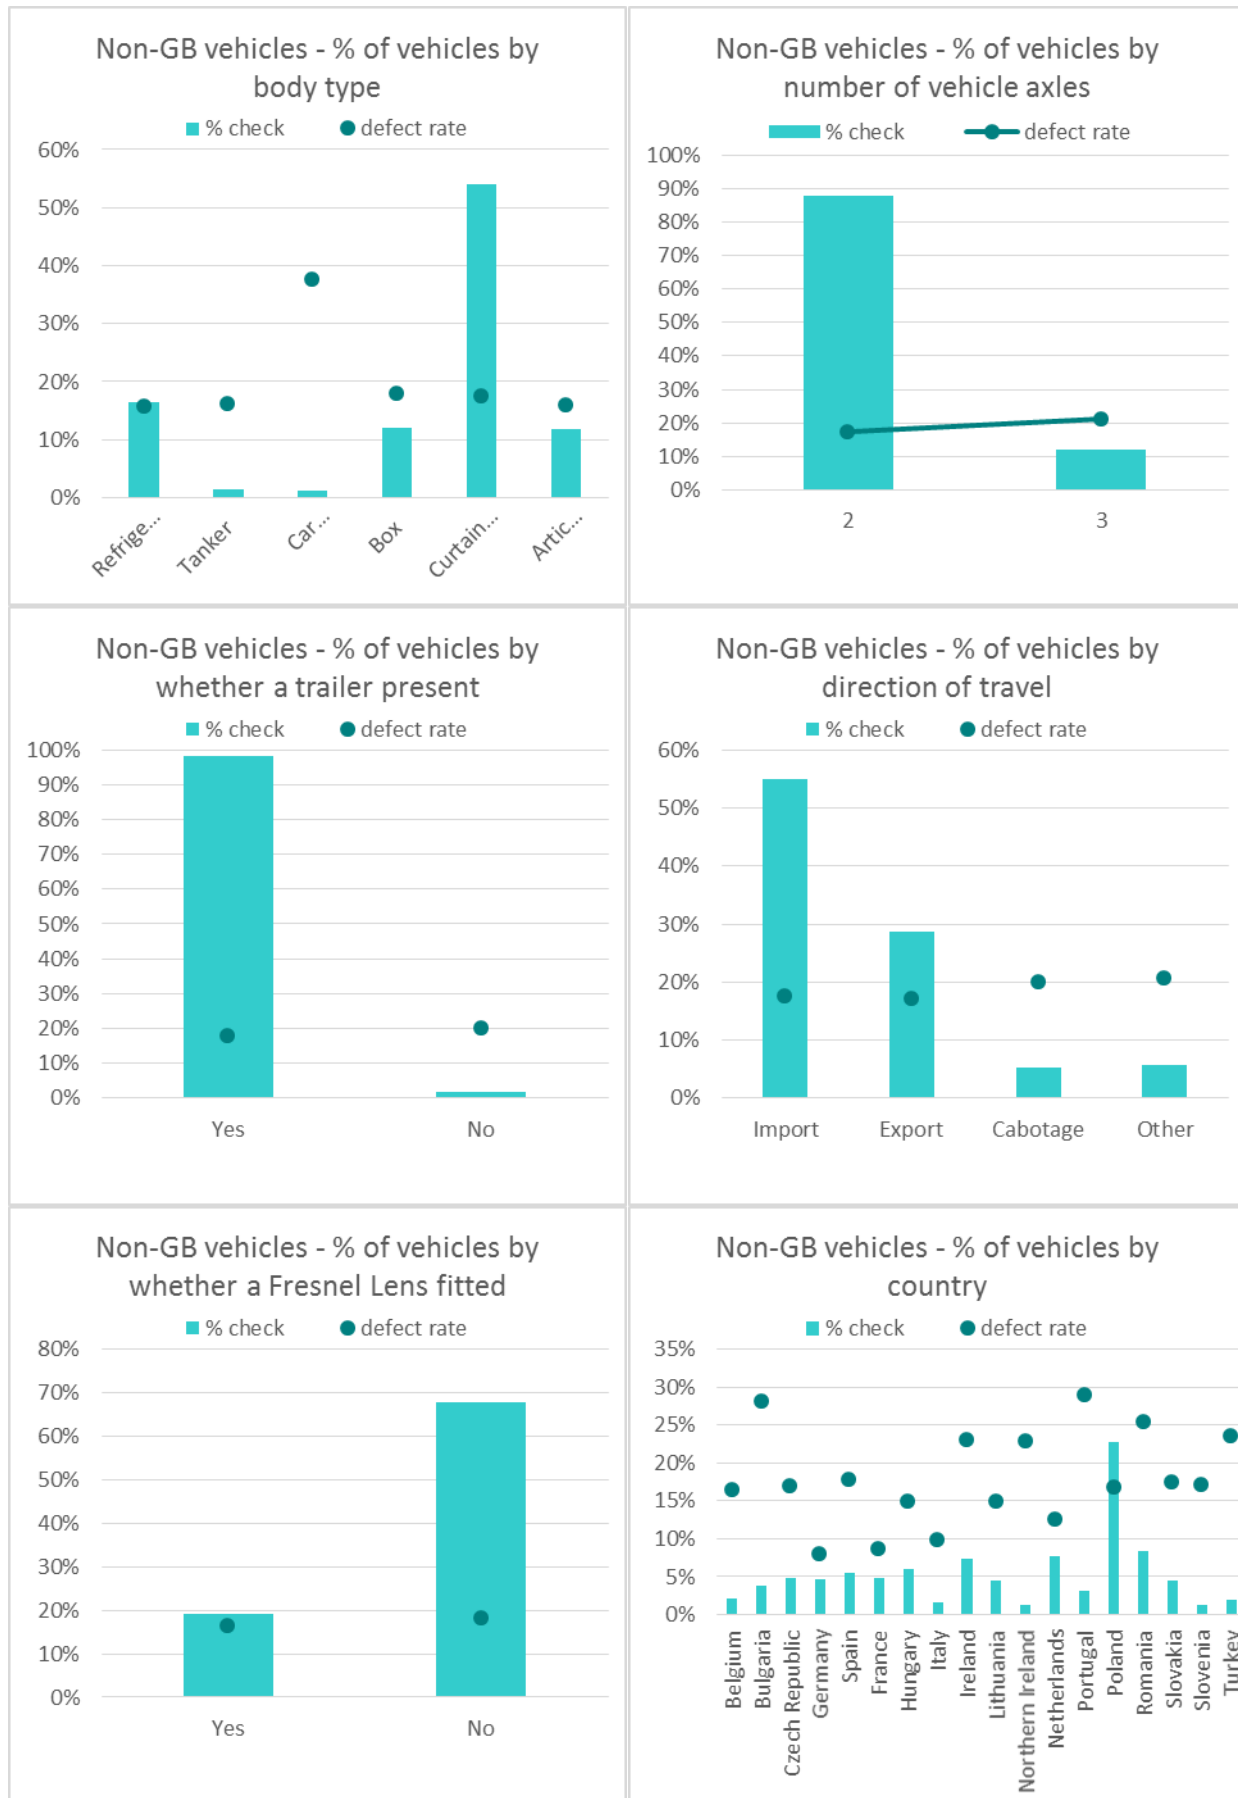 Non-GB vehicles - % of vehicles by
body type
% check
defect rate
60%
50%
40%
30%
20%
10%
0%
Refrige...
Tanker
Car...
Box
Curtain...
Artic...
Non-GB vehicles - % of vehicles by
number of vehicle axles
% check
defect rate
100%
90%
80%
70%
60%
50%
40%
30%
20%
10%
0%
2
3
Non-GB vehicles - % of vehicles by
whether a trailer present
% check
defect rate
100%
90%
80%
70%
60%
50%
40%
30%
20%
10%
0%
Yes
No
Non-GB vehicles - % of vehicles by
direction of travel
% check
defect rate
60%
50%
40%
30%
20%
10%
0%
Import
Export
Cabotage
Other
Non-GB vehicles - % of vehicles by
whether a Fresnel Lens fitted
% check
defect rate
80%
70%
60%
50%
40%
30%
20%
10%
0%
Yes
No
Non-GB vehicles - % of vehicles by
country
% check
defect rate
35%
30%
25%
20%
15%
10%
5%
0%
Belgium
Bulgaria
Czech Republic
Germany
Spain
France
Hungary
Italy
Ireland
Lithuania
Northern Ireland
Netherlands
Portugal
Poland
Romania
Slovakia
Slovenia
Turkey